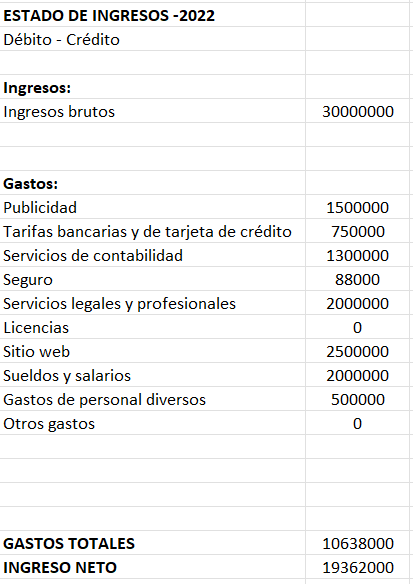 ESTADO DE INGRESOS -2022
Débito - Crédito
Ingresos:
Ingresos brutos 30000000
Gastos:
Publicidad 1500000
Tarifas bancarias y de tarjeta de crédito 750000
Servicios de contabilidad 1300000
Seguro 88000
Servicios legales y profesionales 2000000
Licencias 0
Sitio web 2500000
Sueldos y salarios 2000000
Gastos de personal diversos 500000
Otros gastos 0
GASTOS TOTALES 10638000
INGRESO NETO 19362000